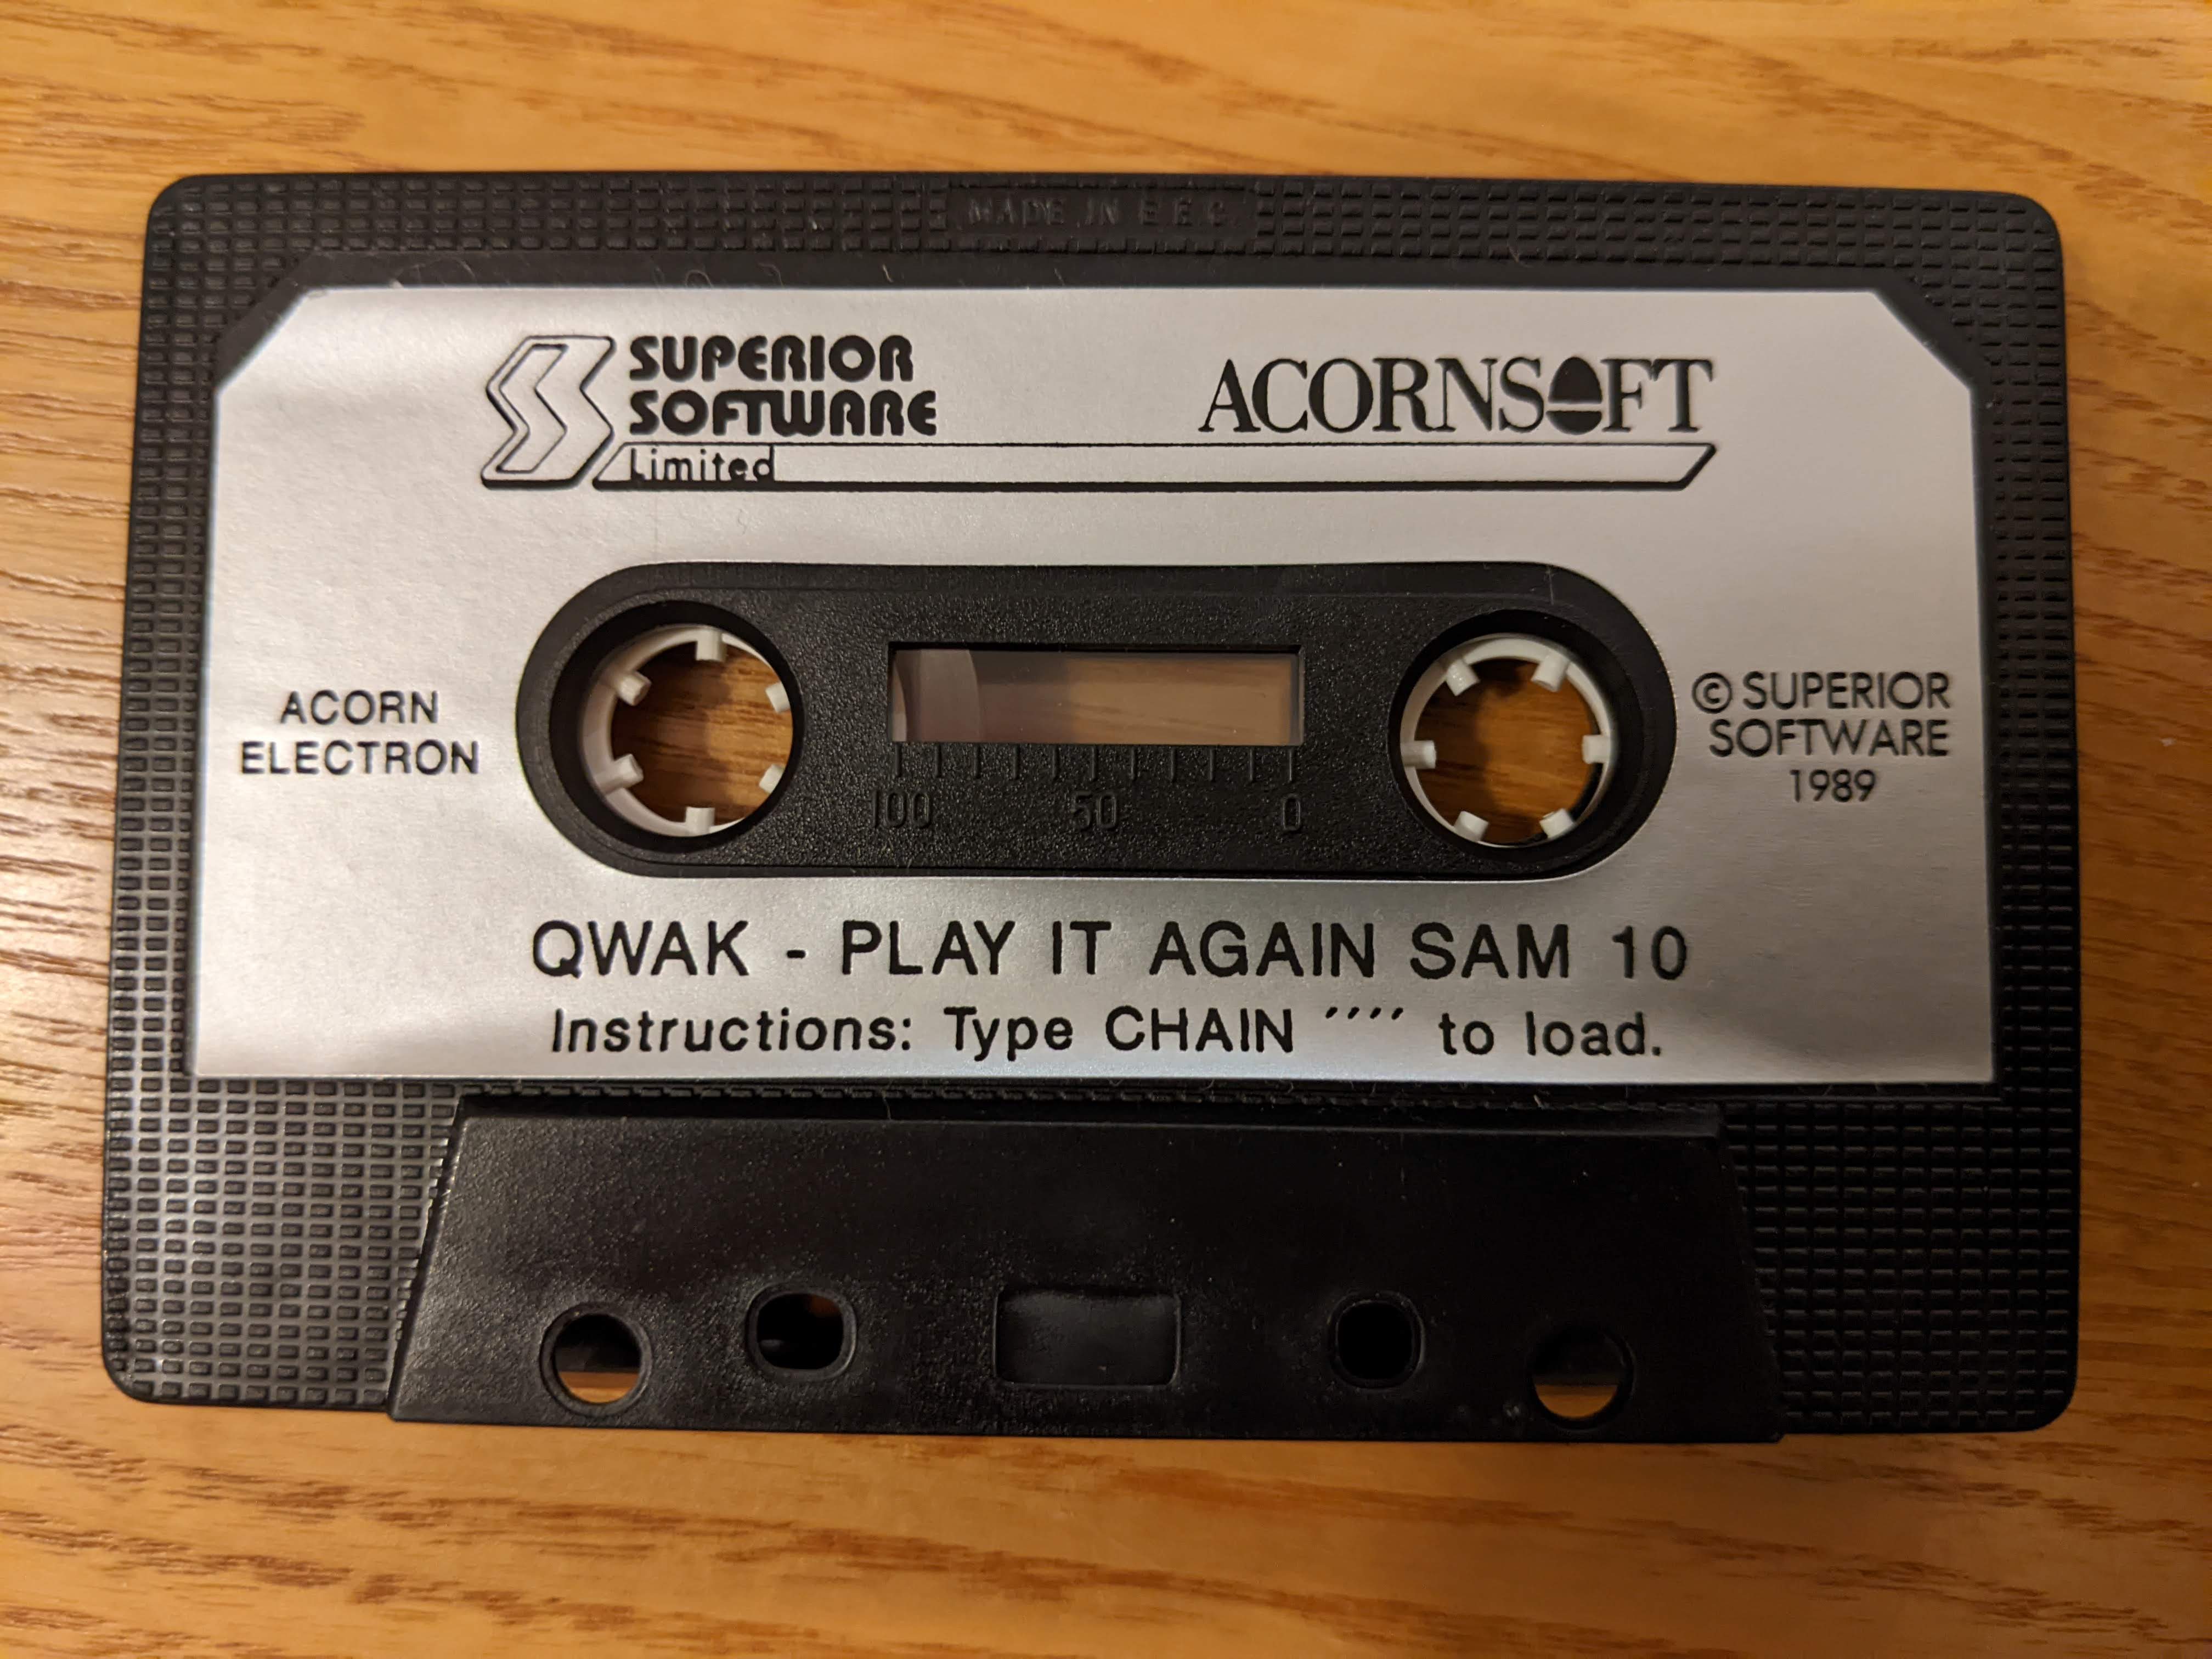 MADE IN E E C
SUPERIOR
SOFTWARE
Limited
ACORNSOFT
ACORN
ELECTRON
100 50 0
© SUPERIOR
SOFTWARE
1989
QWAK - PLAY IT AGAIN SAM 10
Instructions: Type CHAIN ′′′′ to load.